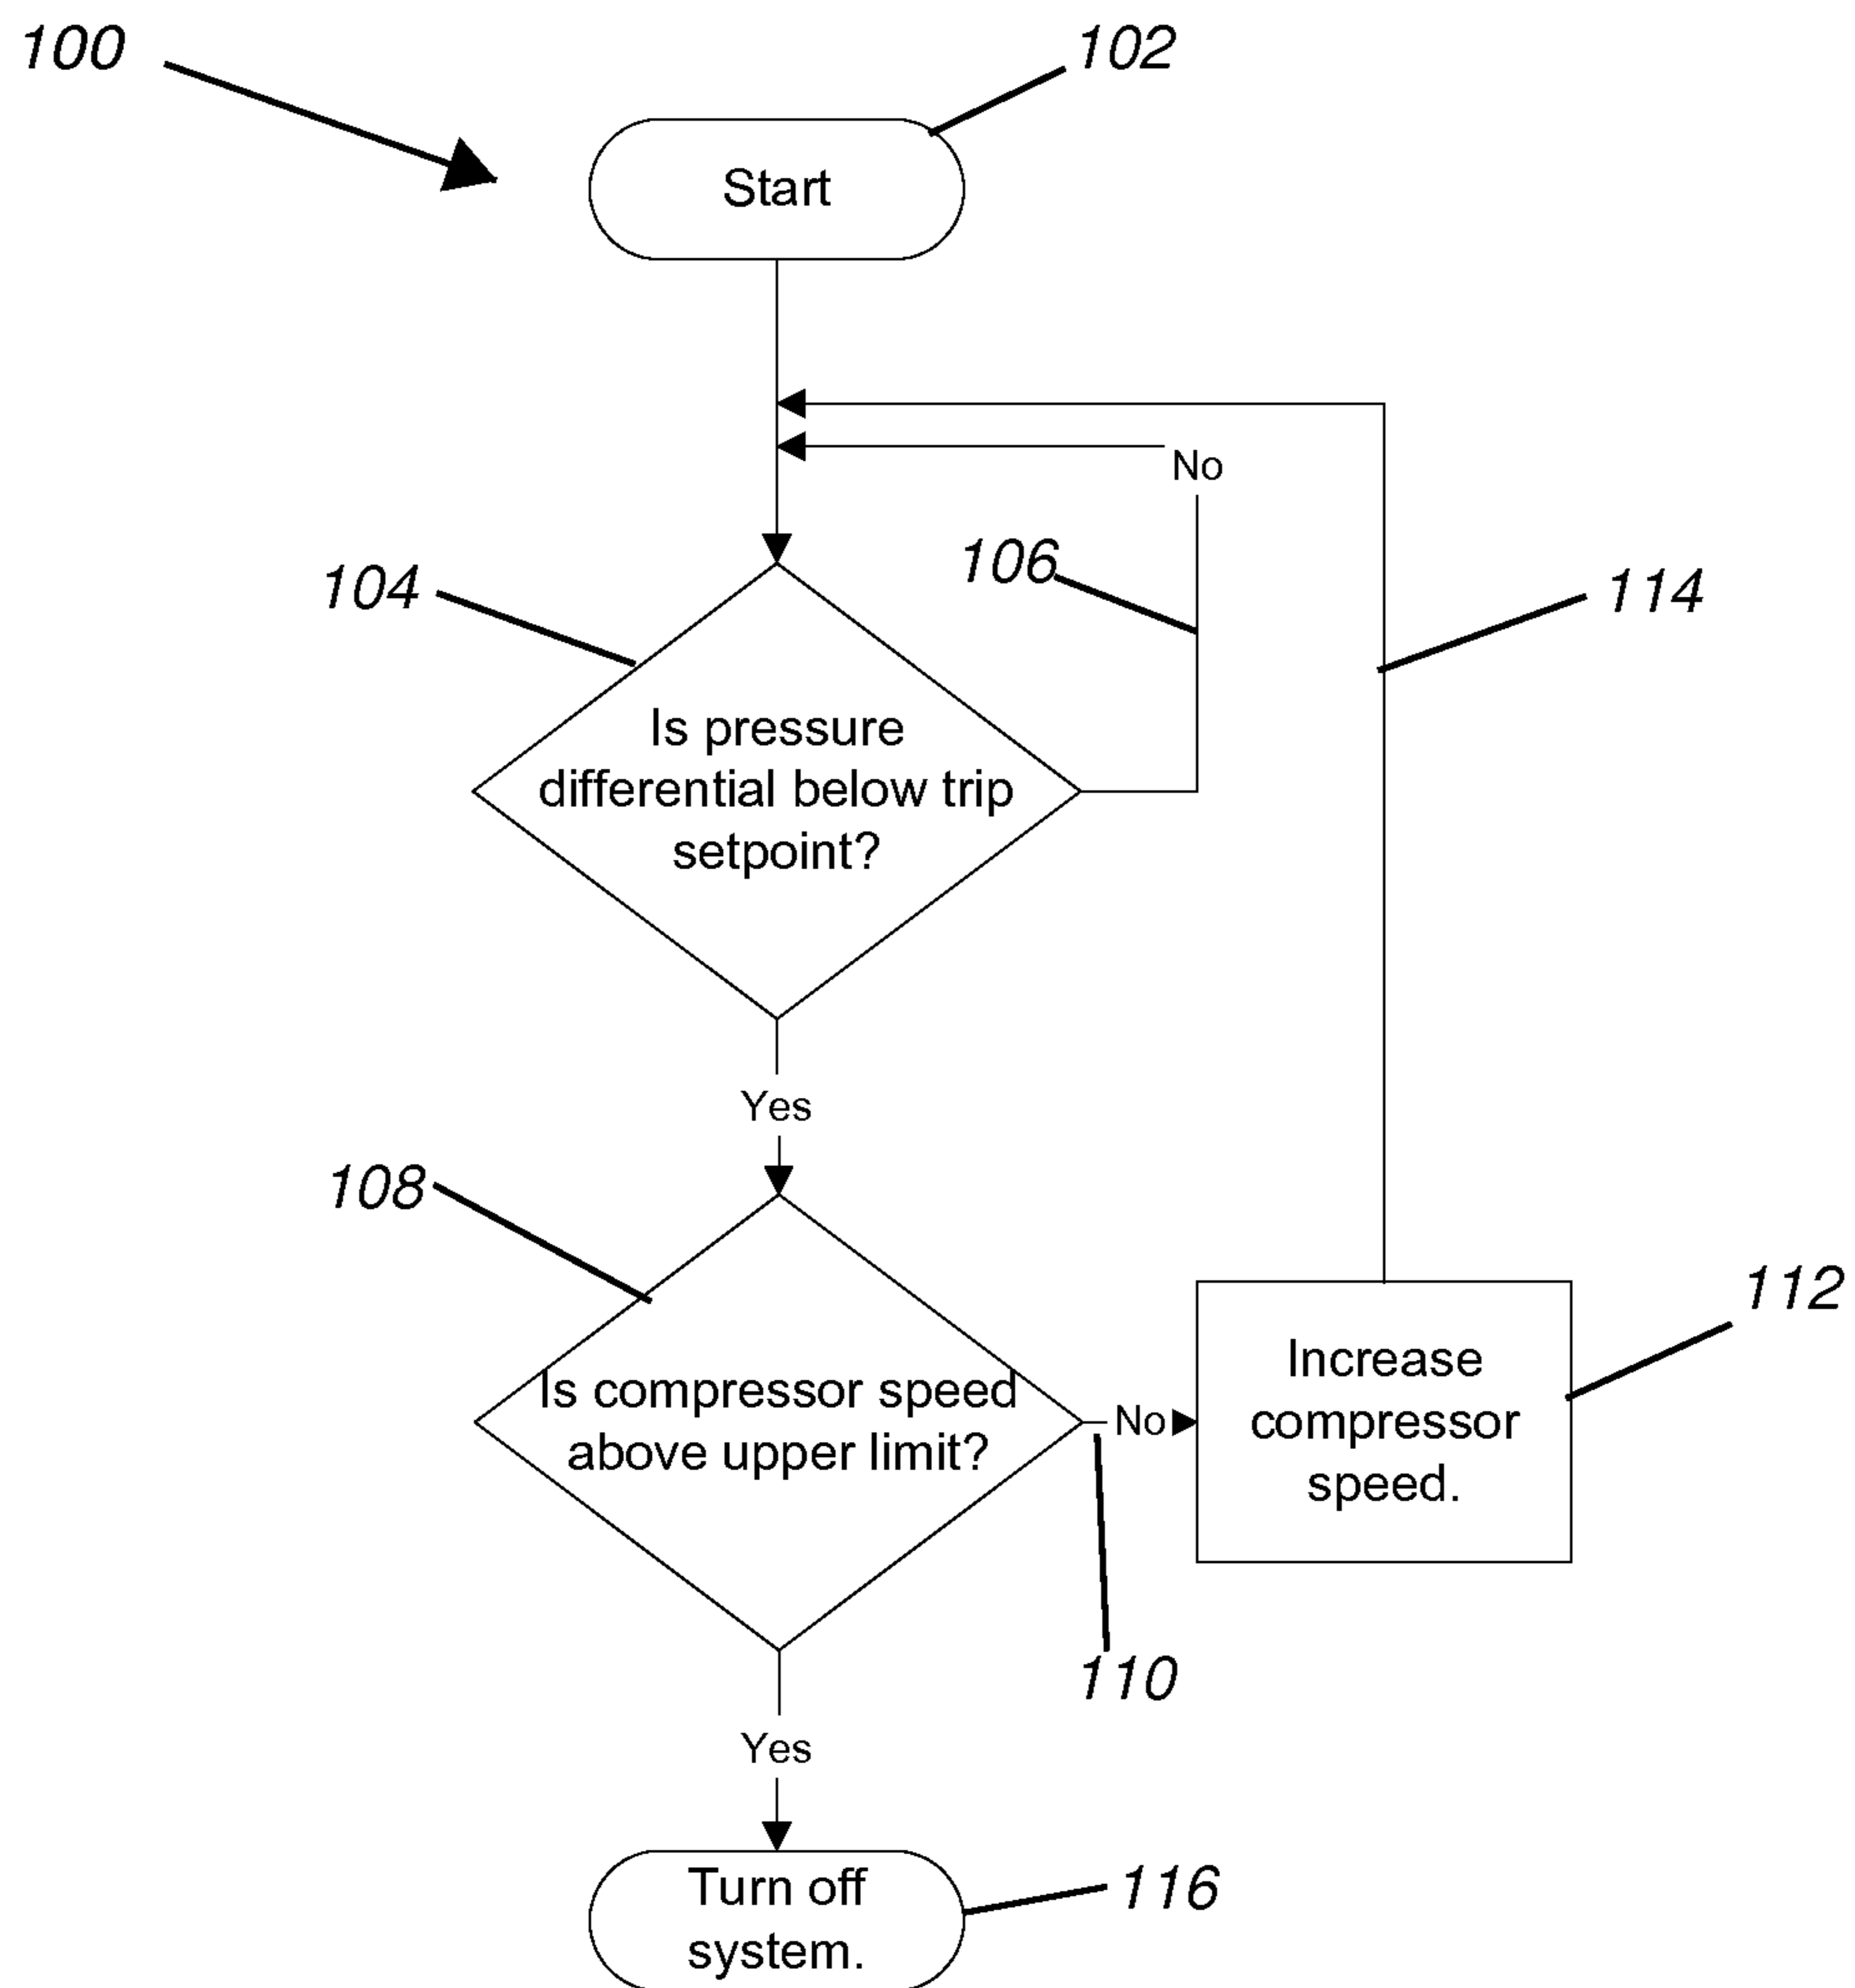 100
102
Start
No
106
104
114
Is pressure
differential below trip
setpoint?
Yes
108
112
Is compressor speed
above upper limit?
No
Increase
compressor
speed.
110
Yes
Turn off
system.
116